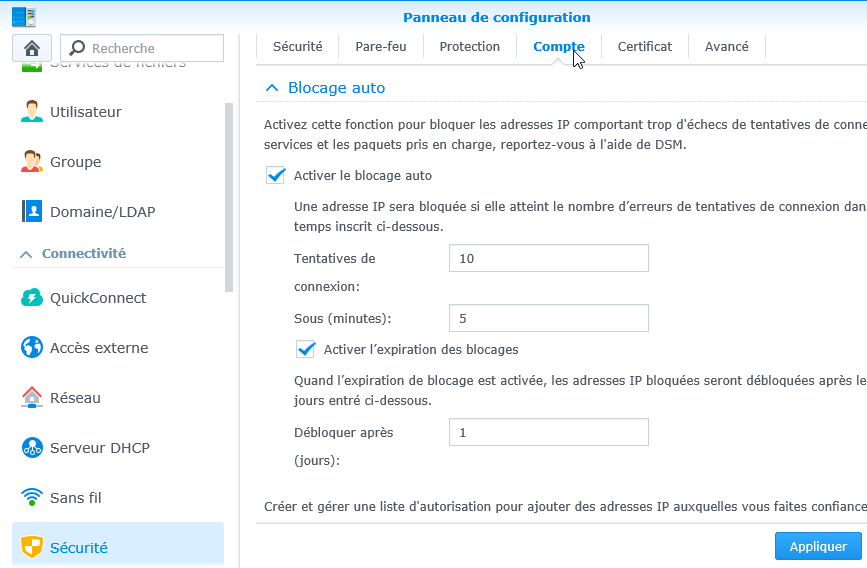 Panneau de configuration
Recherche
Sécurité
Pare-feu
Protection
Compte
Certificat
Avancé
Services de fichiers
Utilisateur
Groupe
Domaine/LDAP
Connectivité
QuickConnect
Accès externe
Réseau
Serveur DHCP
Sans fil
Sécurité
Blocage auto
Activez cette fonction pour bloquer les adresses IP comportant trop d'échecs de tentatives de conne
services et les paquets pris en charge, reportez-vous à l'aide de DSM.
Activer le blocage auto
Une adresse IP sera bloquée si elle atteint le nombre d’erreurs de tentatives de connexion dan
temps inscrit ci-dessous.
Tentatives de
connexion:
10
Sous (minutes):
5
Activer l’expiration des blocages
Quand l’expiration de blocage est activée, les adresses IP bloquées seront débloquées après le
jours entré ci-dessous.
Débloquer après
(jours):
1
Créer et gérer une liste d'autorisation pour ajouter des adresses IP auxquelles vous faites confiance
Appliquer